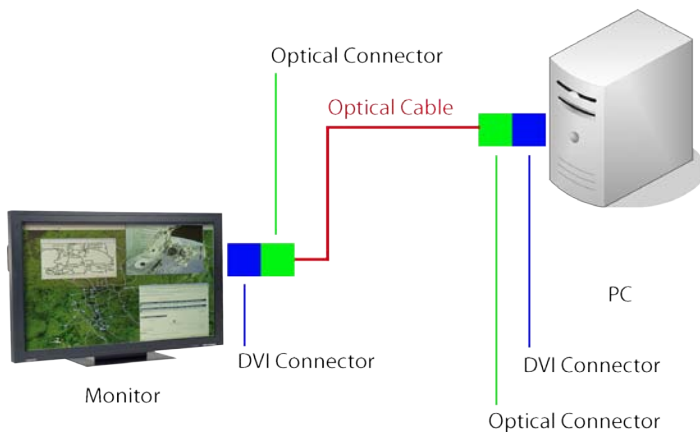 Optical Connector
Optical Cable
PC
DVI Connector
DVI Connector
Monitor
Optical Connector